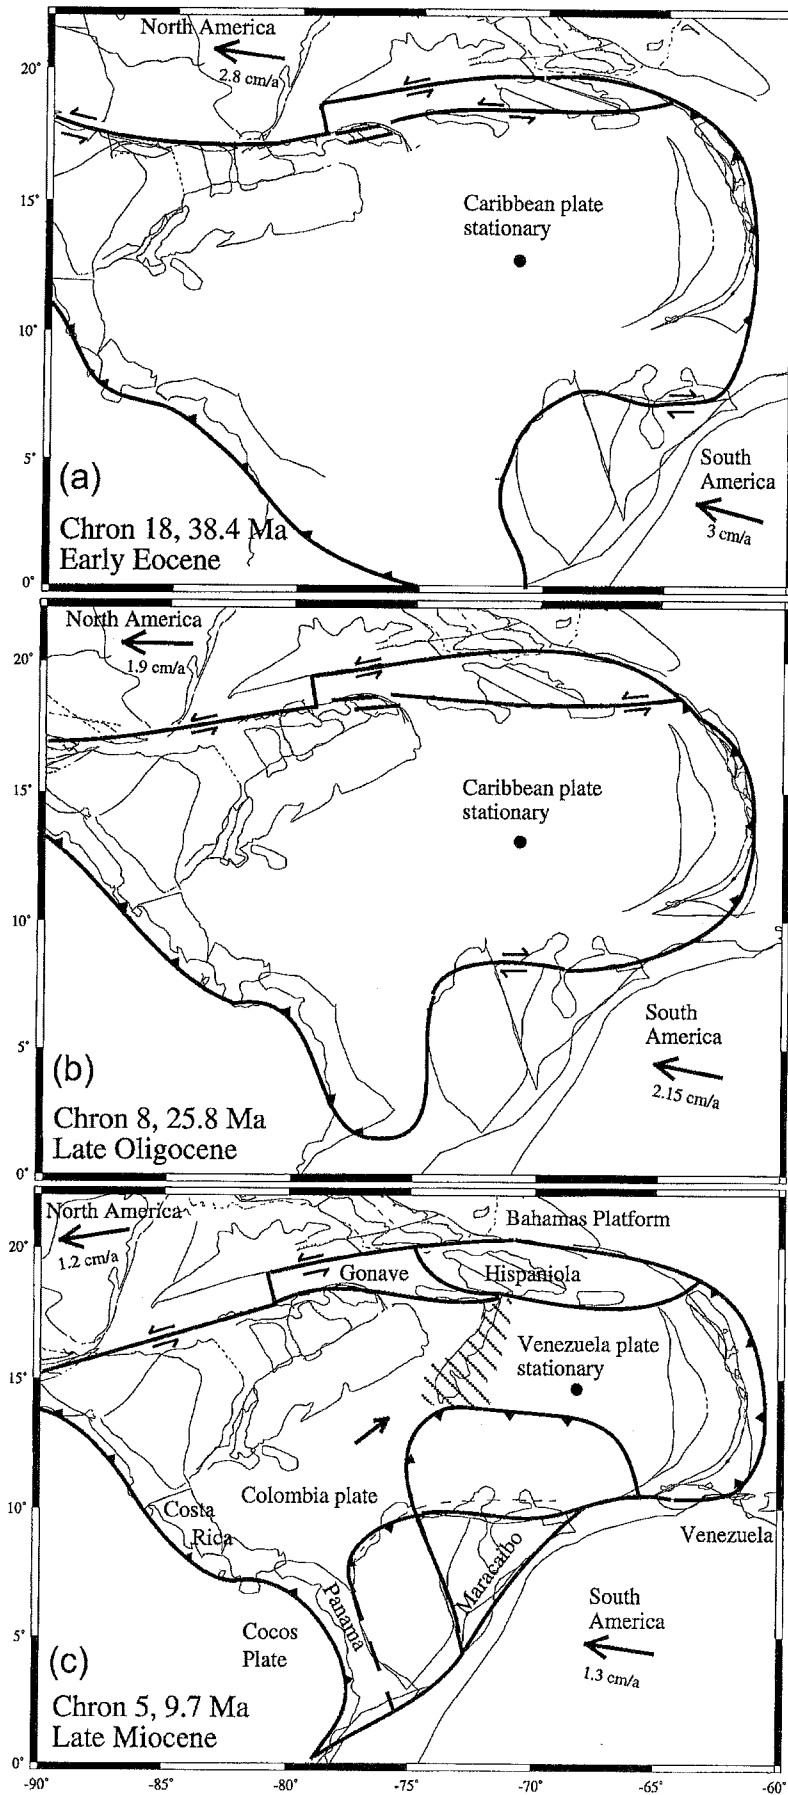 North America
2.8 cm/a
20°
15°
10°
5°
0°
Caribbean plate
stationary
South
America
3 cm/a
(a)
Chron 18, 38.4 Ma
Early Eocene
North America
1.9 cm/a
20°
15°
10°
5°
0°
Caribbean plate
stationary
South
America
2.15 cm/a
(b)
Chron 8, 25.8 Ma
Late Oligocene
North America
1.2 cm/a
Bahamas Platform
20°
15°
10°
5°
0°
Gonave
Hispaniola
Venezuela plate
stationary
Colombia plate
Costa
Rica
Venezuela
Maracaibo
Panama
South
America
1.3 cm/a
Cocos
Plate
(c)
Chron 5, 9.7 Ma
Late Miocene
-90°
-85°
-80°
-75°
-70°
-65°
-60°